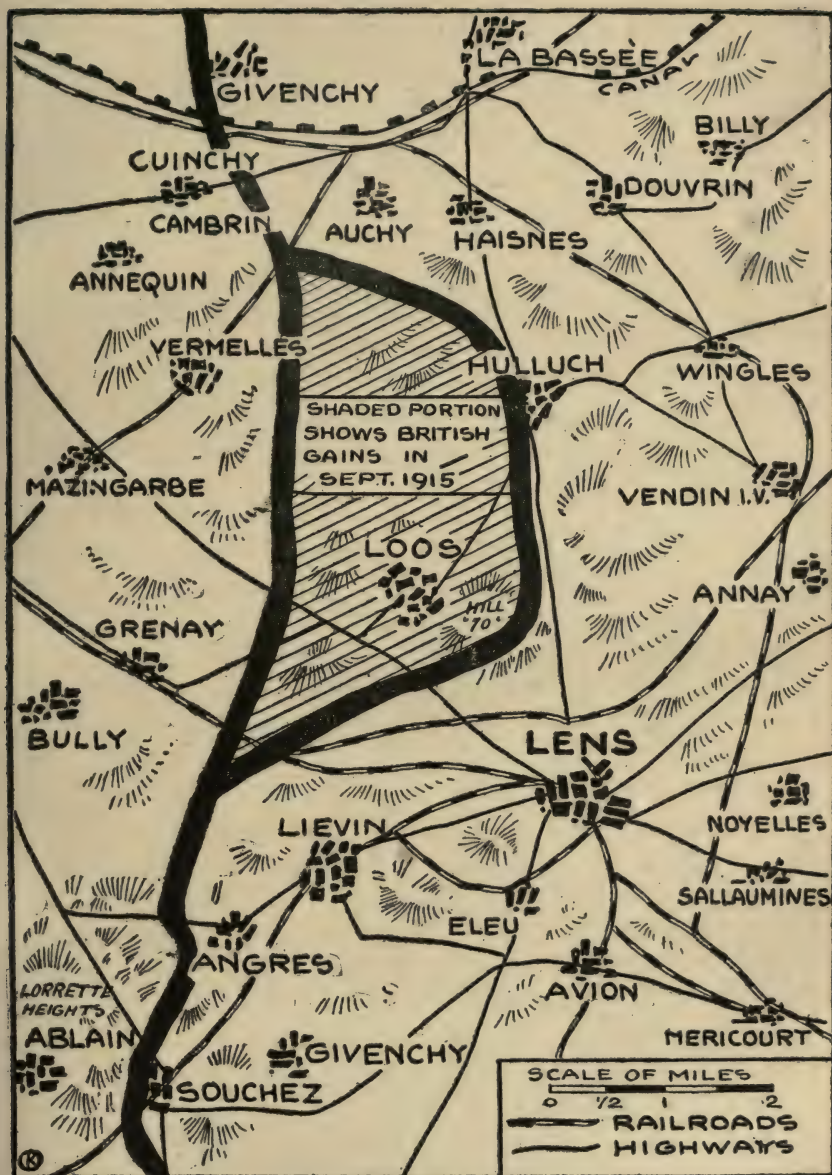 LA BASSÈE
GIVENCHY
CANAL
BILLY
CUINCHY
DOUVRIN
CAMBRIN
AUCHY
HAISNES
ANNEQUIN
VERMELLES
HULLUCH
WINGLES
SHADED PORTION
SHOWS BRITISH
GAINS IN
SEPT. 1915
MAZINGARBE
VENDIN I.V.
LOOS
ANNAY
HILL
"70"
GRENAY
BULLY
LENS
LIEVIN
NOYELLES
SALLAUMINES
ELEU
ANGRES
AVION
LORRETTE
HEIGHTS
ABLAIN
MERICOURT
GIVENCHY
SOUCHEZ
SCALE OF MILES
0 1/2 1 2
RAILROADS
HIGHWAYS
K